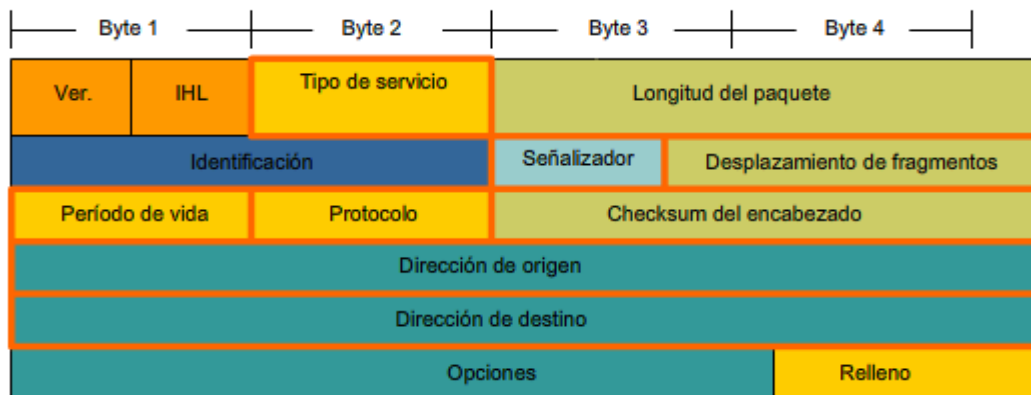 Byte 1 Byte 2 Byte 3 Byte 4
Ver. IHL Tipo de servicio Longitud del paquete
Identificación Señalizador Desplazamiento de fragmentos
Período de vida Protocolo Checksum del encabezado
Dirección de origen
Dirección de destino
Opciones Relleno